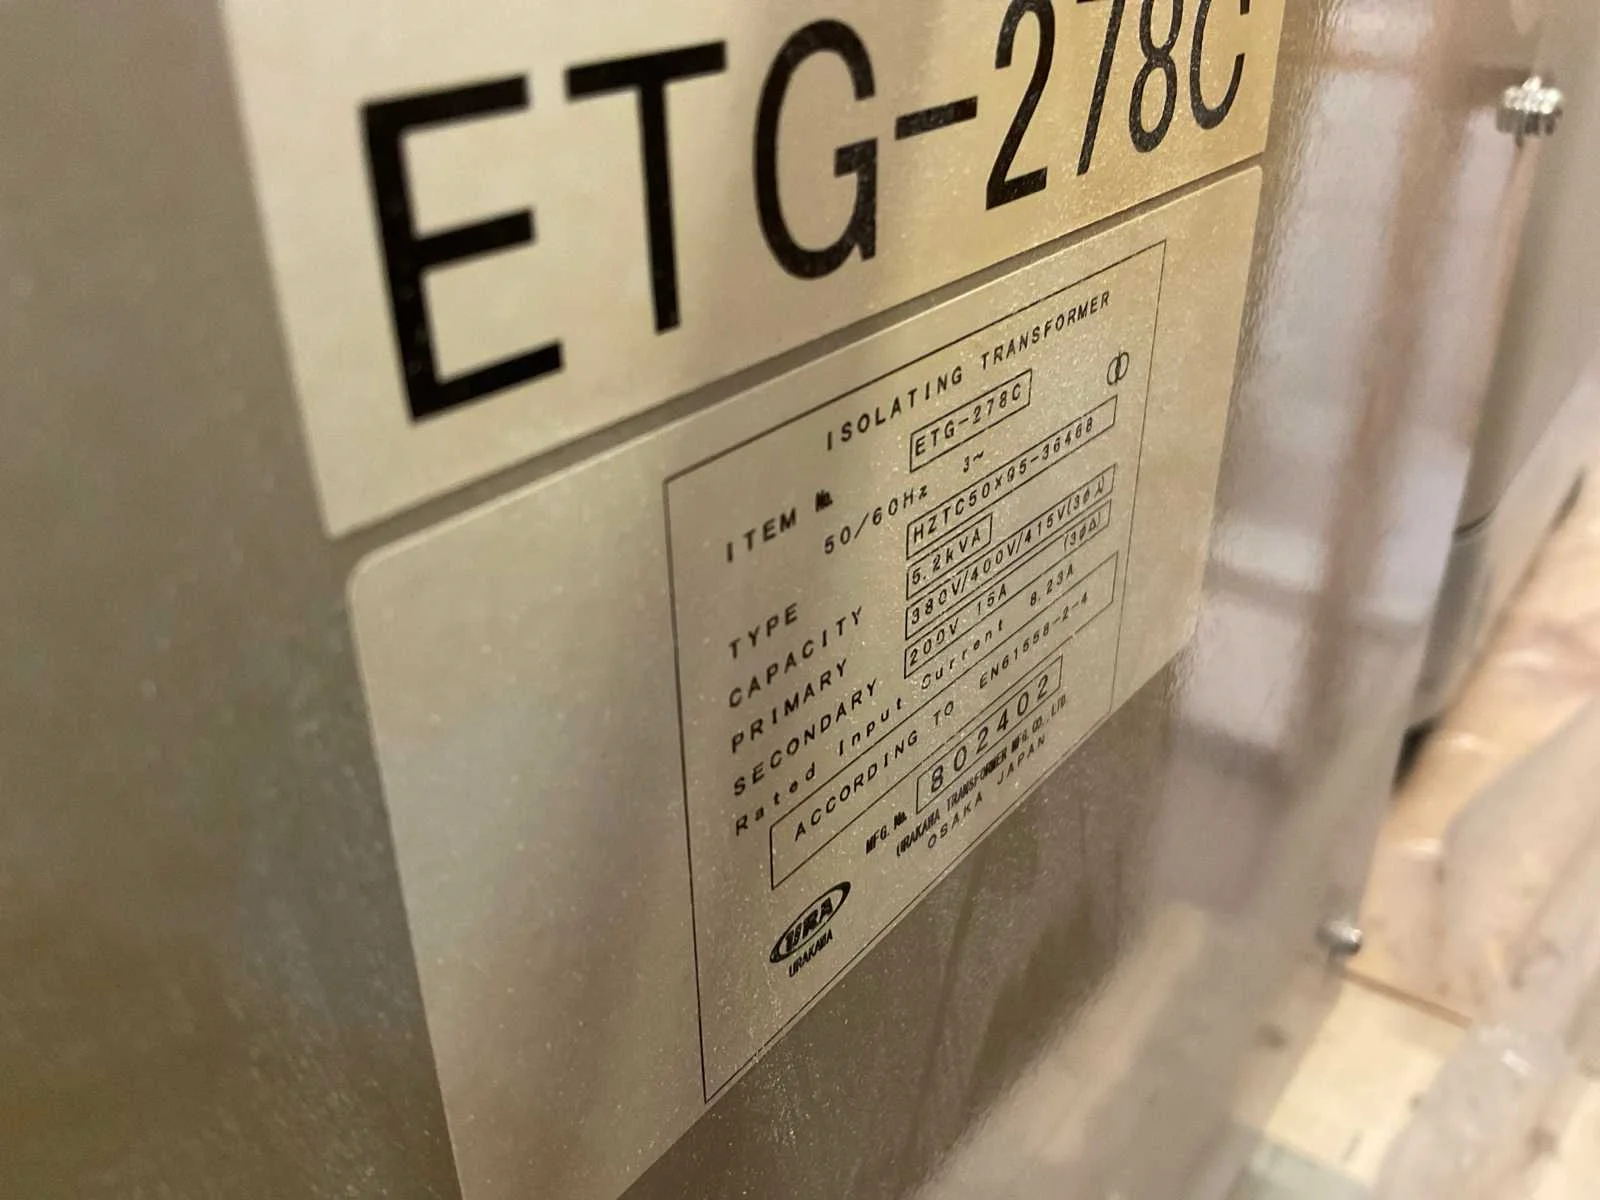 ETG-278C
ISOLATING TRANSFORMER
ITEM № ETG-278C
50/60Hz 3~
TYPE HZTC50X95-36468
CAPACITY 5.2kVA
PRIMARY 380V/400V/415V(3ø⅄)
SECONDARY 200V 15A (3øΔ)
Rated Input Current 8.23A
ACCORDING TO EN61558-2-4
MFG.№ 802402
URAKAWA TRANSFORMER MFG.CO.,LTD.
OSAKA JAPAN
URA
URAKAWA